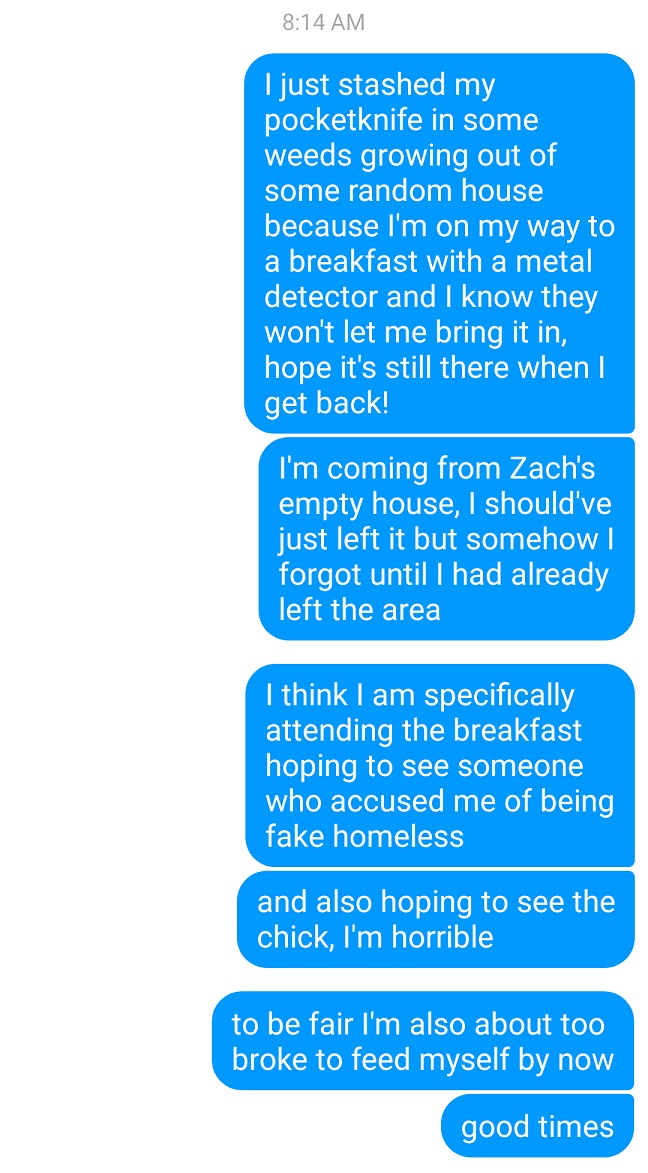 8:14 AM
I just stashed my
pocketknife in some
weeds growing out of
some random house
because I'm on my way to
a breakfast with a metal
detector and I know they
won't let me bring it in,
hope it's still there when I
get back!
I'm coming from Zach's
empty house, I should've
just left it but somehow I
forgot until I had already
left the area
I think I am specifically
attending the breakfast
hoping to see someone
who accused me of being
fake homeless
and also hoping to see the
chick, I'm horrible
to be fair I'm also about too
broke to feed myself by now
good times